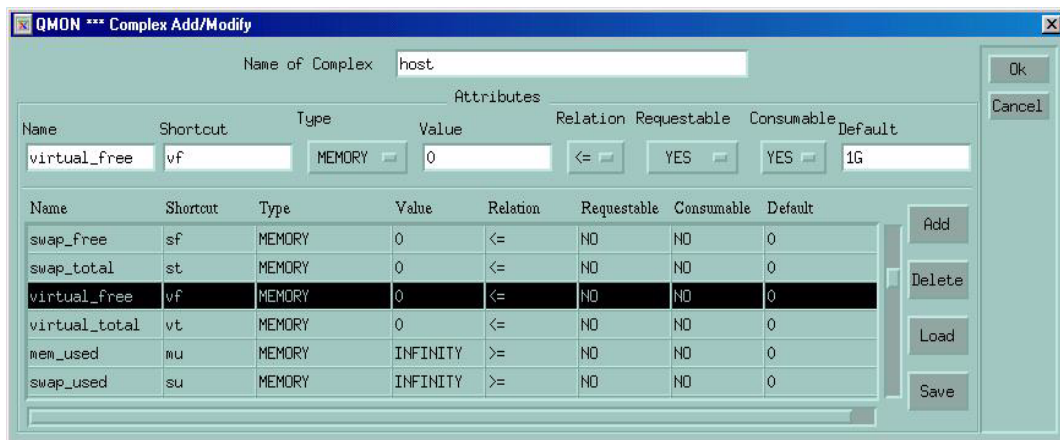 QMON *** Complex Add/Modify
Name of Complex host
Ok
Cancel
Attributes
Name Shortcut Type Value Relation Requestable Consumable Default
virtual_free vf MEMORY 0 <= YES YES 1G
Name Shortcut Type Value Relation Requestable Consumable Default
swap_free sf MEMORY 0 <= NO NO 0
swap_total st MEMORY 0 <= NO NO 0
virtual_free vf MEMORY 0 <= NO NO 0
virtual_total vt MEMORY 0 <= NO NO 0
mem_used mu MEMORY INFINITY >= NO NO 0
swap_used su MEMORY INFINITY >= NO NO 0
Add
Delete
Load
Save